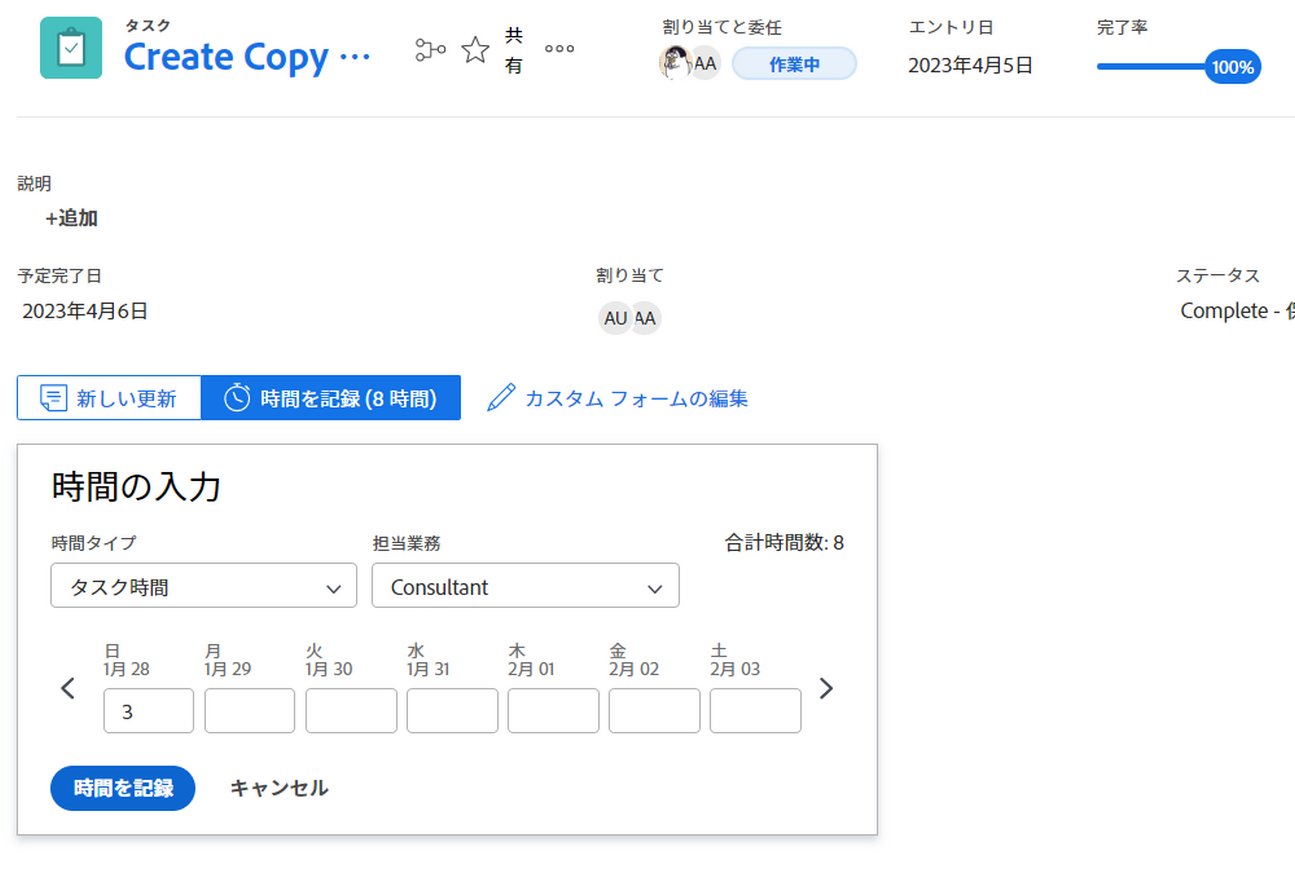 タスク
Create Copy ···
共
有
割り当てと委任
AA
作業中
エントリ日
2023年4月5日
完了率
100%
説明
+追加
予定完了日
2023年4月6日
割り当て
AU AA
ステータス
Complete -
新しい更新
時間を記録 (8 時間)
カスタム フォームの編集
時間の入力
時間タイプ
担当業務
合計時間数: 8
タスク時間
Consultant
日 月 火 水 木 金 土
1月 28 1月 29 1月 30 1月 31 2月 01 2月 02 2月 03
3
時間を記録
キャンセル